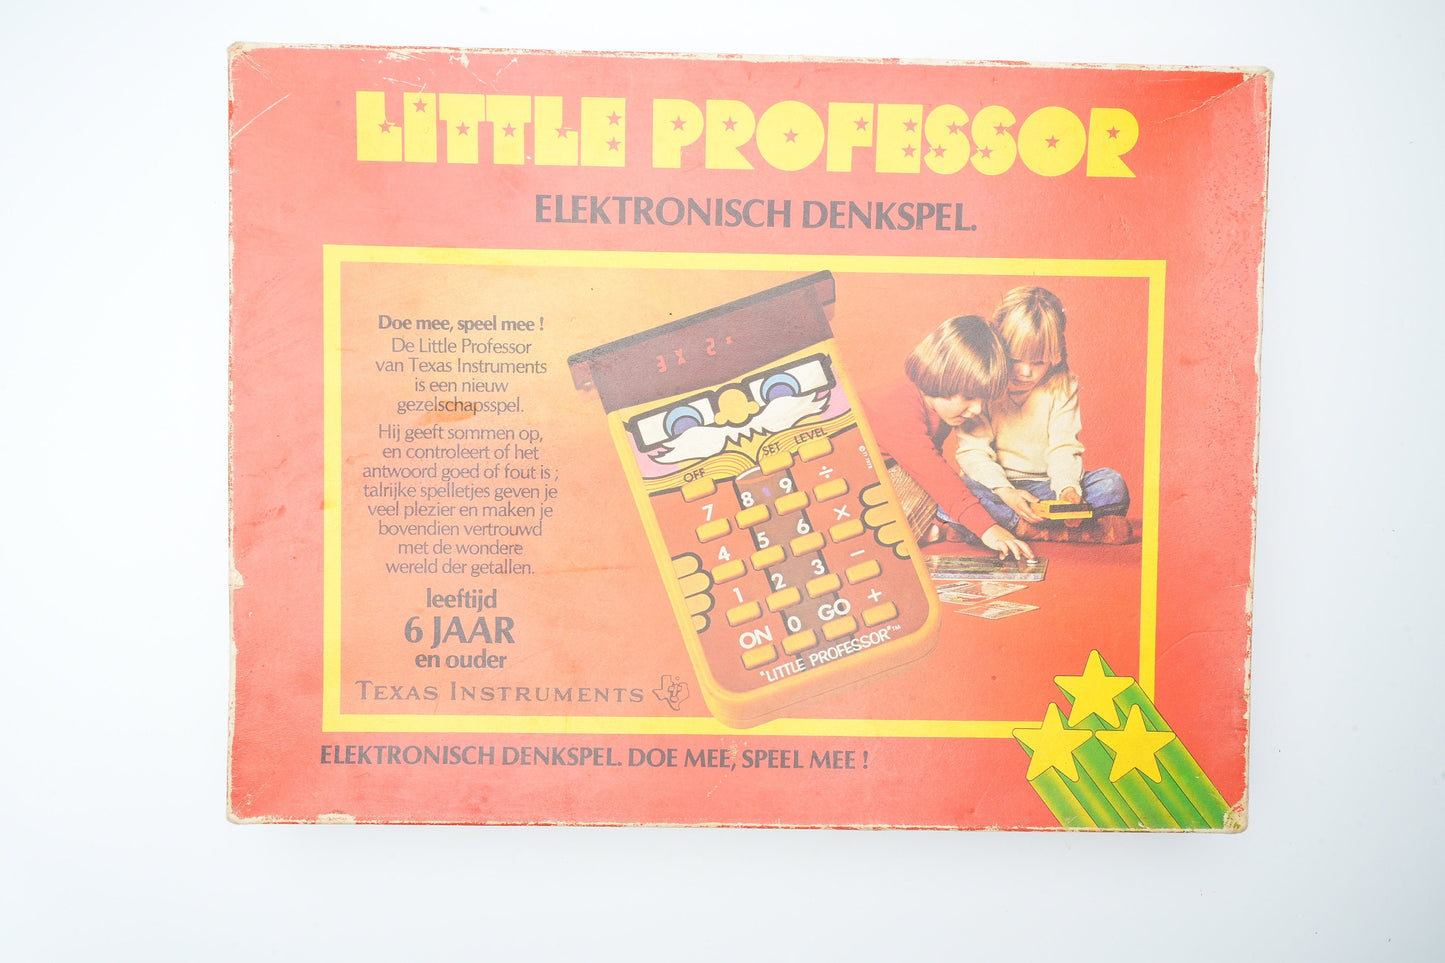 LITTLE PROFESSOR
ELEKTRONISCH DENKSPEL.
Doe mee, speel mee !
De Little Professor
van Texas Instruments
is een nieuw
gezelschapsspel.
Hij geeft sommen op,
en controleert of het
antwoord goed of fout is ;
talrijke spelletjes geven je
veel plezier en maken je
bovendien vertrouwd
met de wondere
wereld der getallen.
leeftijd
6 JAAR
en ouder
TEXAS INSTRUMENTS
OFF SET LEVEL
7 8 9 ÷
4 5 6 ×
1 2 3 −
ON 0 GO +
"LITTLE PROFESSOR"™
ELEKTRONISCH DENKSPEL. DOE MEE, SPEEL MEE !